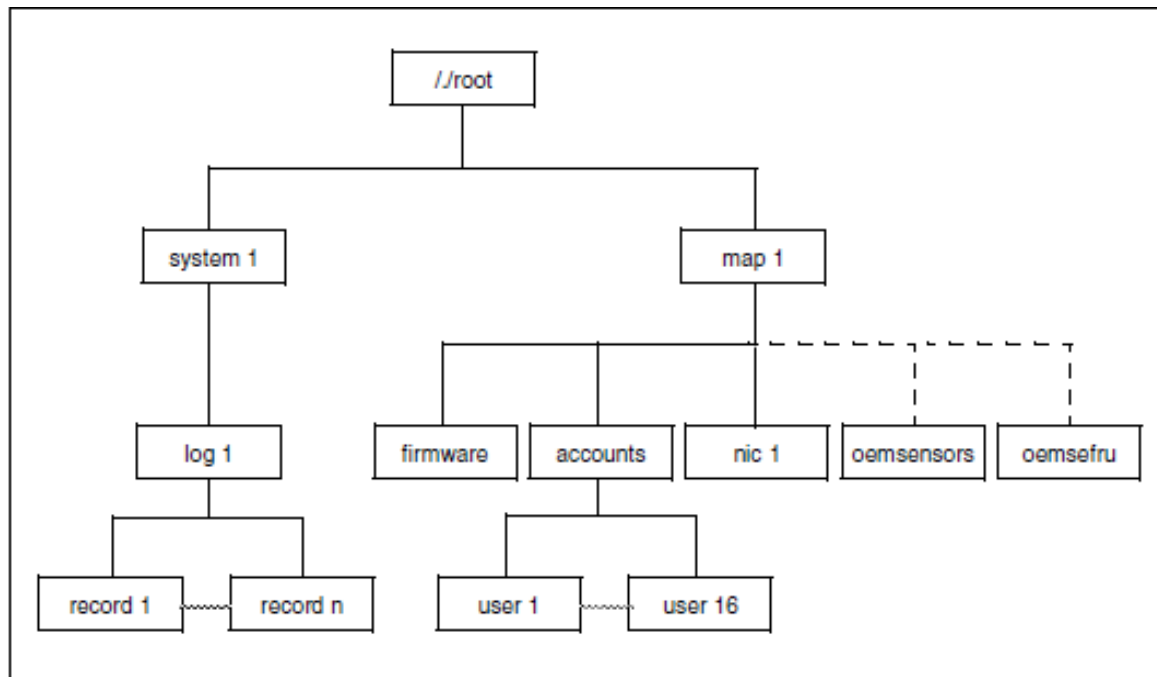 /./root
system 1
map 1
log 1
firmware
accounts
nic 1
oemsensors
oemsefru
record 1
record n
user 1
user 16